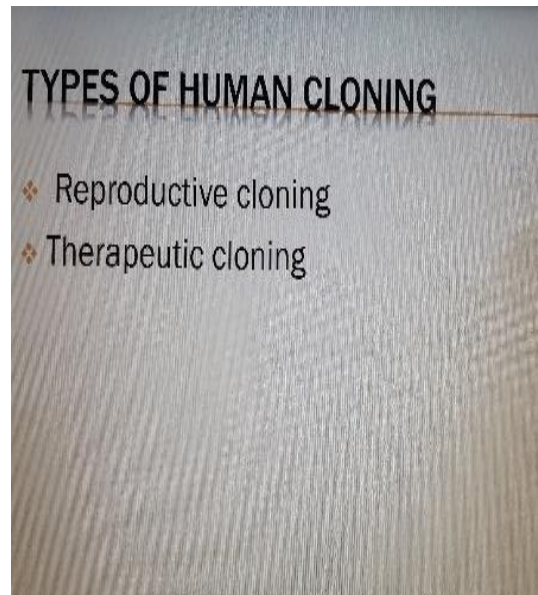 TYPES OF HUMAN CLONING
❖ Reproductive cloning
❖ Therapeutic cloning